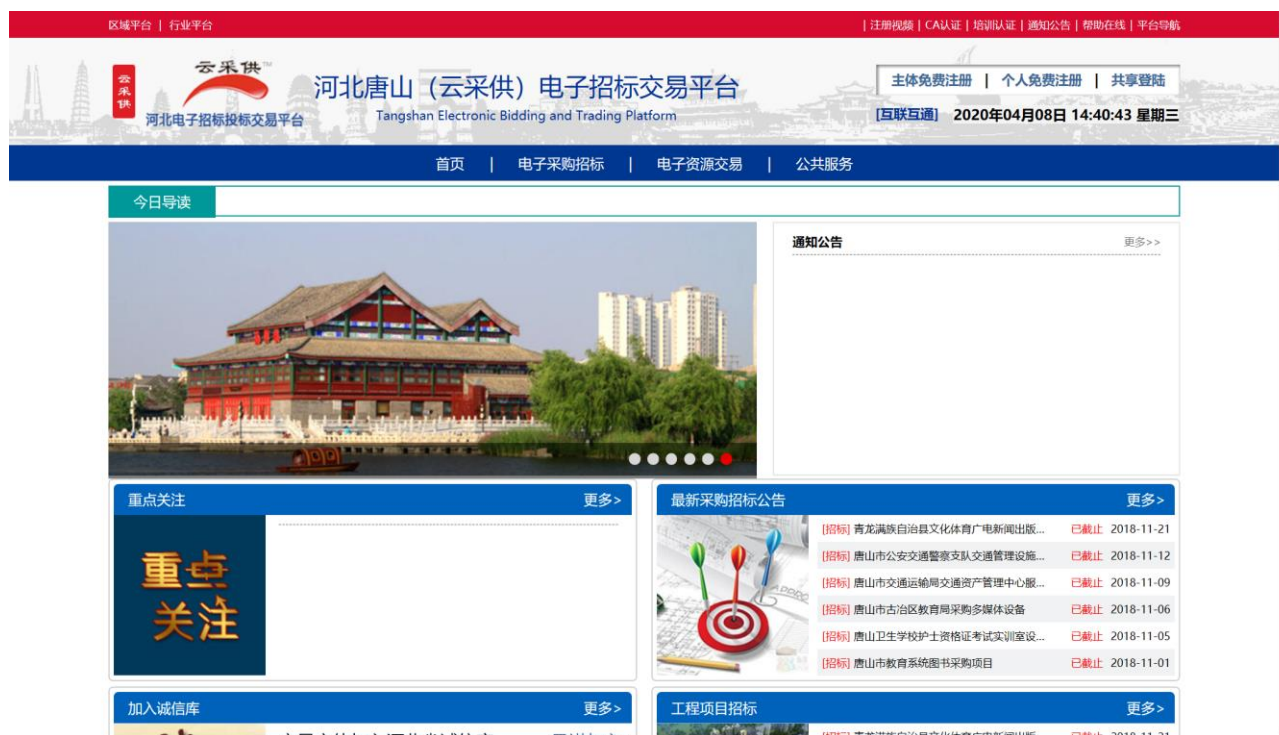 区域平台 | 行业平台
| 注册视频 | CA认证 | 培训认证 | 通知公告 | 帮助在线 | 平台导航
云采供
云采供™
河北电子招标投标交易平台
河北唐山（云采供）电子招标交易平台
Tangshan Electronic Bidding and Trading Platform
主体免费注册 | 个人免费注册 | 共享登陆
[互联互通] 2020年04月08日 14:40:43 星期三
首页 | 电子采购招标 | 电子资源交易 | 公共服务
今日导读
通知公告 更多>>
重点关注 更多>
重点
关注
最新采购招标公告 更多>
[招标] 青龙满族自治县文化体育广电新闻出版... 已截止 2018-11-21
[招标] 唐山市公安交通警察支队交通管理设施... 已截止 2018-11-12
[招标] 唐山市交通运输局交通资产管理中心服... 已截止 2018-11-09
[招标] 唐山市古冶区教育局采购多媒体设备 已截止 2018-11-06
[招标] 唐山卫生学校护士资格证考试实训室设... 已截止 2018-11-05
[招标] 唐山市教育系统图书采购项目 已截止 2018-11-01
加入诚信库 更多>
工程项目招标 更多>